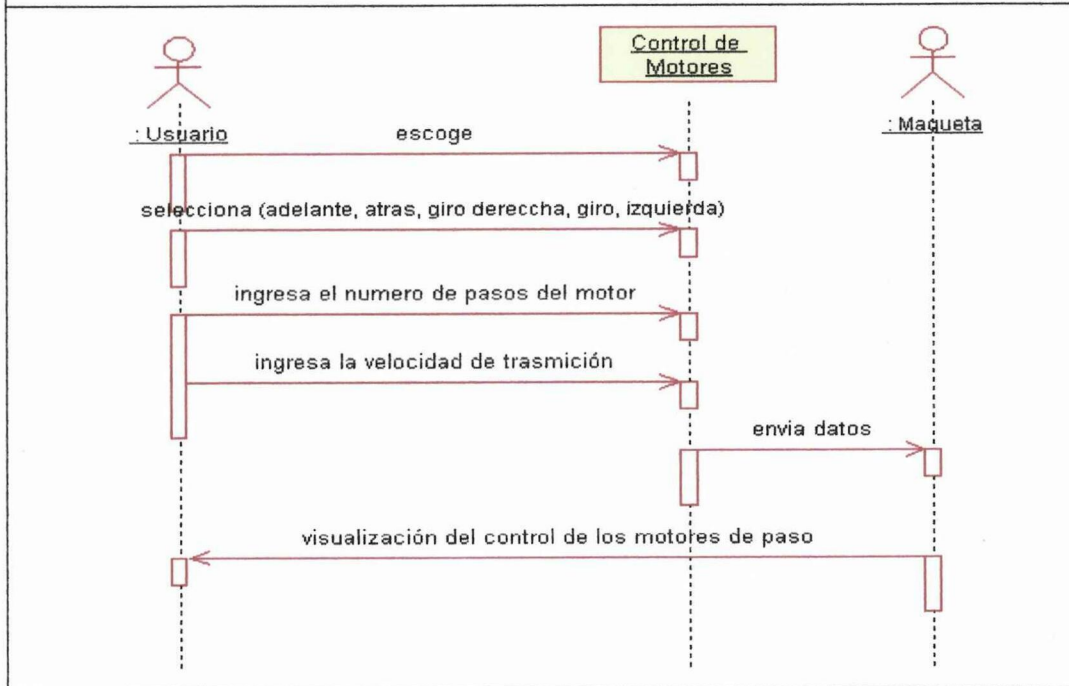 Control de
Motores
: Usuario
: Maqueta
escoge
selecciona (adelante, atras, giro dereccha, giro, izquierda)
ingresa el numero de pasos del motor
ingresa la velocidad de trasmición
envia datos
visualización del control de los motores de paso